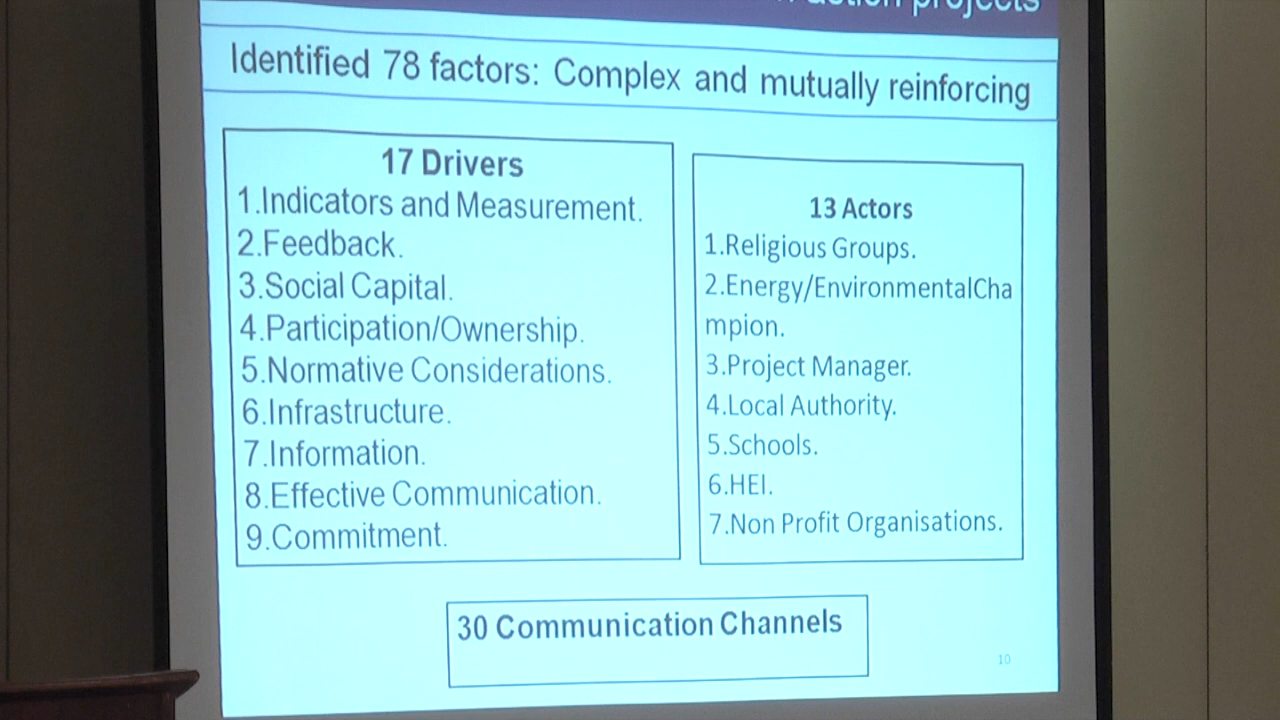 action projects
Identified 78 factors: Complex and mutually reinforcing
17 Drivers
1.Indicators and Measurement.
2.Feedback.
3.Social Capital.
4.Participation/Ownership.
5.Normative Considerations.
6.Infrastructure.
7.Information.
8.Effective Communication.
9.Commitment.
13 Actors
1.Religious Groups.
2.Energy/EnvironmentalCha
mpion.
3.Project Manager.
4.Local Authority.
5.Schools.
6.HEI.
7.Non Profit Organisations.
30 Communication Channels
10